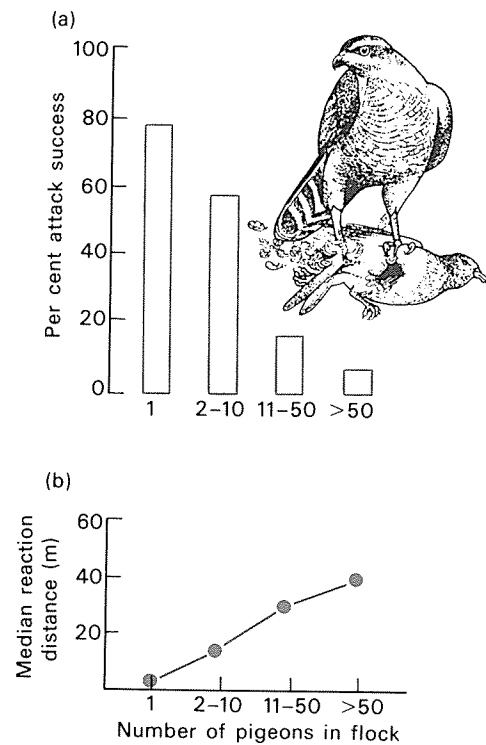 (a)
Per cent attack success
100
80
60
40
20
0
1 2–10 11–50 >50
(b)
Median reaction
distance (m)
60
40
20
1 2–10 11–50 >50
Number of pigeons in flock